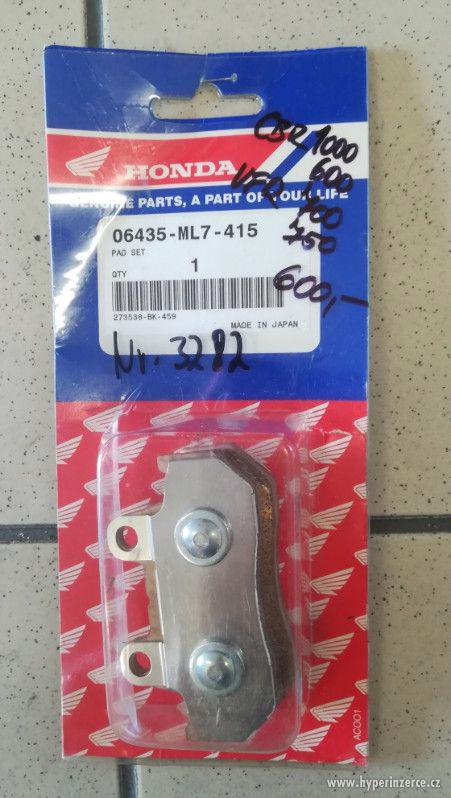 CBR 1000
600
HONDA
VFR 400
GENUINE PARTS, A PART OF YOUR LIFE
750
600,-
06435-ML7-415
PAD SET
QTY 1
273538-BK-459
MADE IN JAPAN
Nr. 3282
ACOO1
www.hyperinzerce.cz